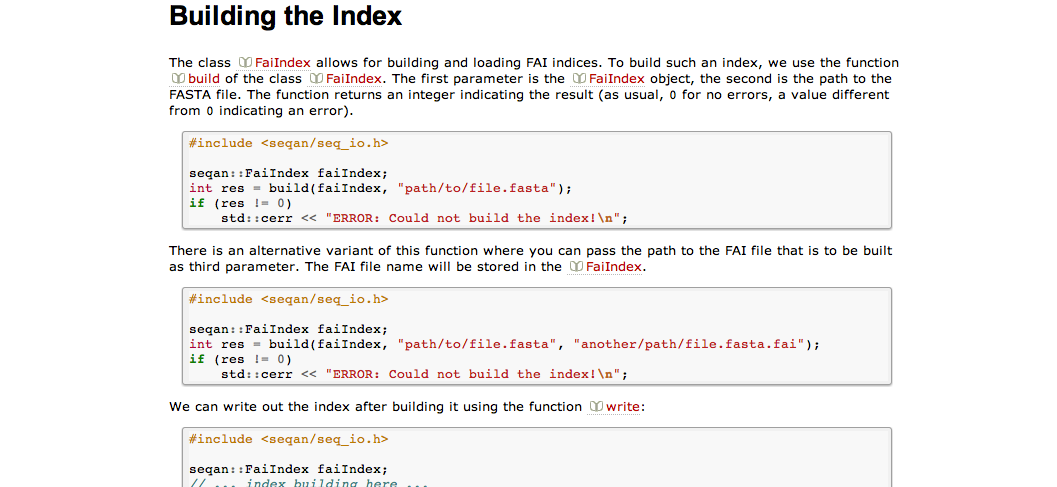 Building the Index
The class FaiIndex allows for building and loading FAI indices. To build such an index, we use the function
build of the class FaiIndex. The first parameter is the FaiIndex object, the second is the path to the
FASTA file. The function returns an integer indicating the result (as usual, 0 for no errors, a value different
from 0 indicating an error).
#include <seqan/seq_io.h>
seqan::FaiIndex faiIndex;
int res = build(faiIndex, "path/to/file.fasta");
if (res != 0)
    std::cerr << "ERROR: Could not build the index!\n";
There is an alternative variant of this function where you can pass the path to the FAI file that is to be built
as third parameter. The FAI file name will be stored in the FaiIndex.
#include <seqan/seq_io.h>
seqan::FaiIndex faiIndex;
int res = build(faiIndex, "path/to/file.fasta", "another/path/file.fasta.fai");
if (res != 0)
    std::cerr << "ERROR: Could not build the index!\n";
We can write out the index after building it using the function write:
#include <seqan/seq_io.h>
seqan::FaiIndex faiIndex;
// ... index building here ...